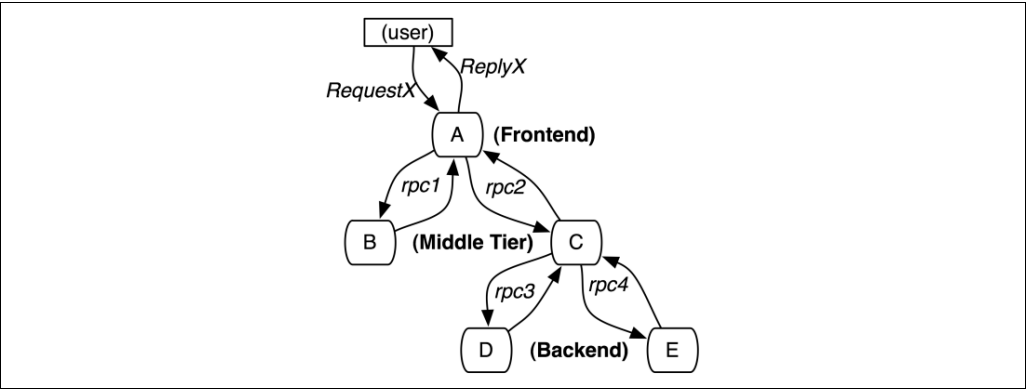 (user)
ReplyX
RequestX
A (Frontend)
rpc1 rpc2
B (Middle Tier) C
rpc3 rpc4
D (Backend) E